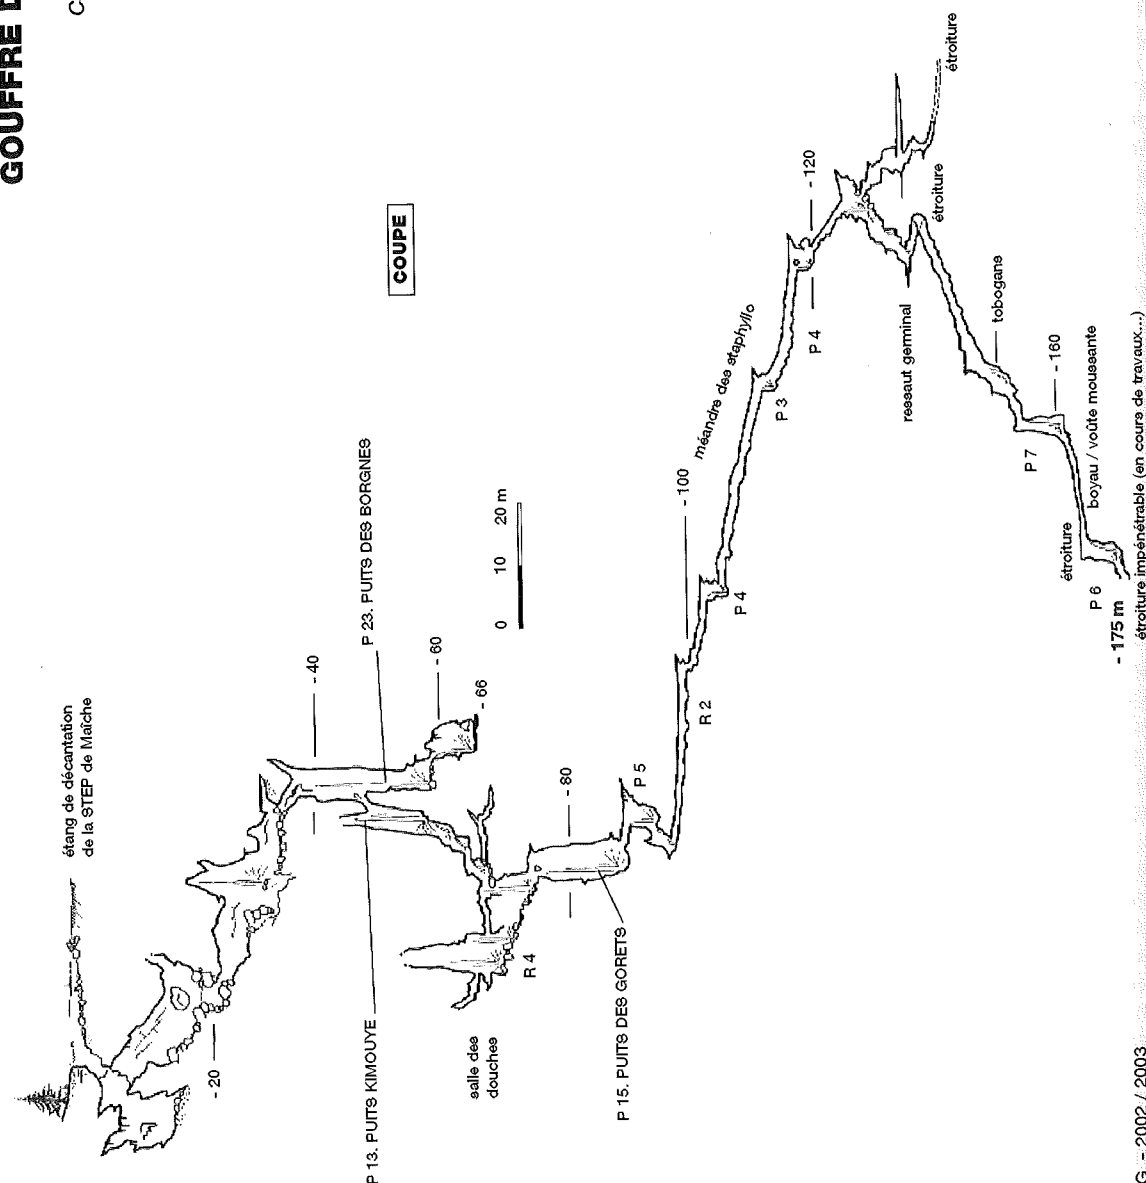 GOUFFRE
C
COUPE
étang de décantation
de la STEP de Maîche
- 20
- 40
P 23. PUITS DES BORGNES
P 13. PUITS KIMOUYE
- 60
- 66
0 10 20 m
salle des
douches
R 4
- 80
P 15. PUITS DES GORETS
P 5
R 2
- 100
P 4
méandre des staphyllo
P 3
P 4
- 120
étroiture
étroiture
ressaut germinal
tobogans
P 7
- 160
boyau / voûte moussante
étroiture
P 6
- 175 m
étroiture impénétrable (en cours de travaux...)
G. - 2002 / 2003